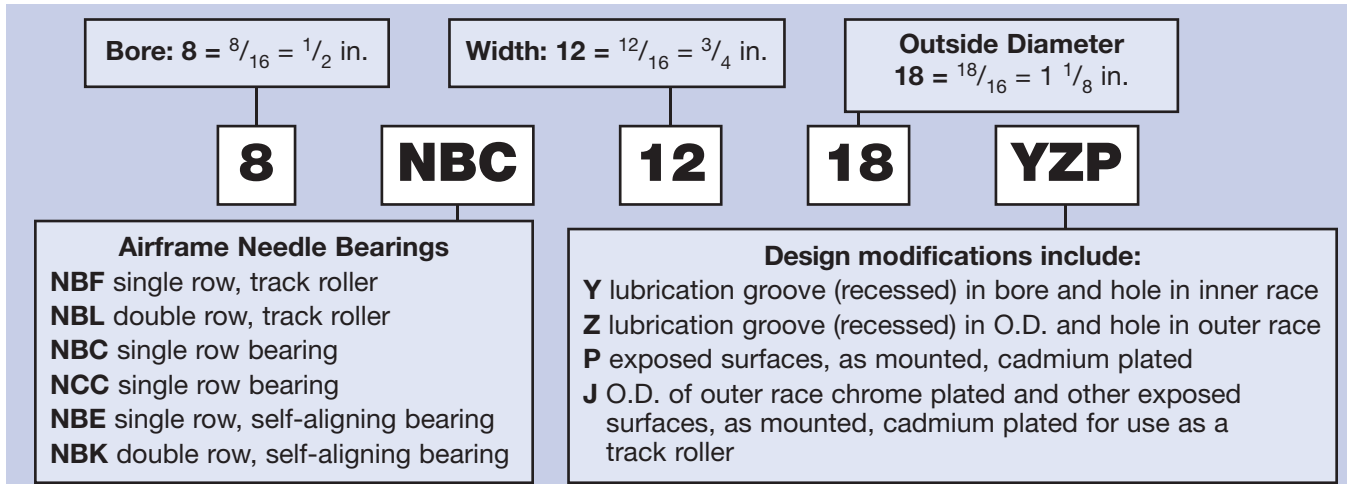 Bore: 8 = 8/16 = 1/2 in.
Width: 12 = 12/16 = 3/4 in.
Outside Diameter
18 = 18/16 = 1 1/8 in.
8 NBC 12 18 YZP
Airframe Needle Bearings
NBF single row, track roller
NBL double row, track roller
NBC single row bearing
NCC single row bearing
NBE single row, self-aligning bearing
NBK double row, self-aligning bearing
Design modifications include:
Y lubrication groove (recessed) in bore and hole in inner race
Z lubrication groove (recessed) in O.D. and hole in outer race
P exposed surfaces, as mounted, cadmium plated
J O.D. of outer race chrome plated and other exposed
surfaces, as mounted, cadmium plated for use as a
track roller